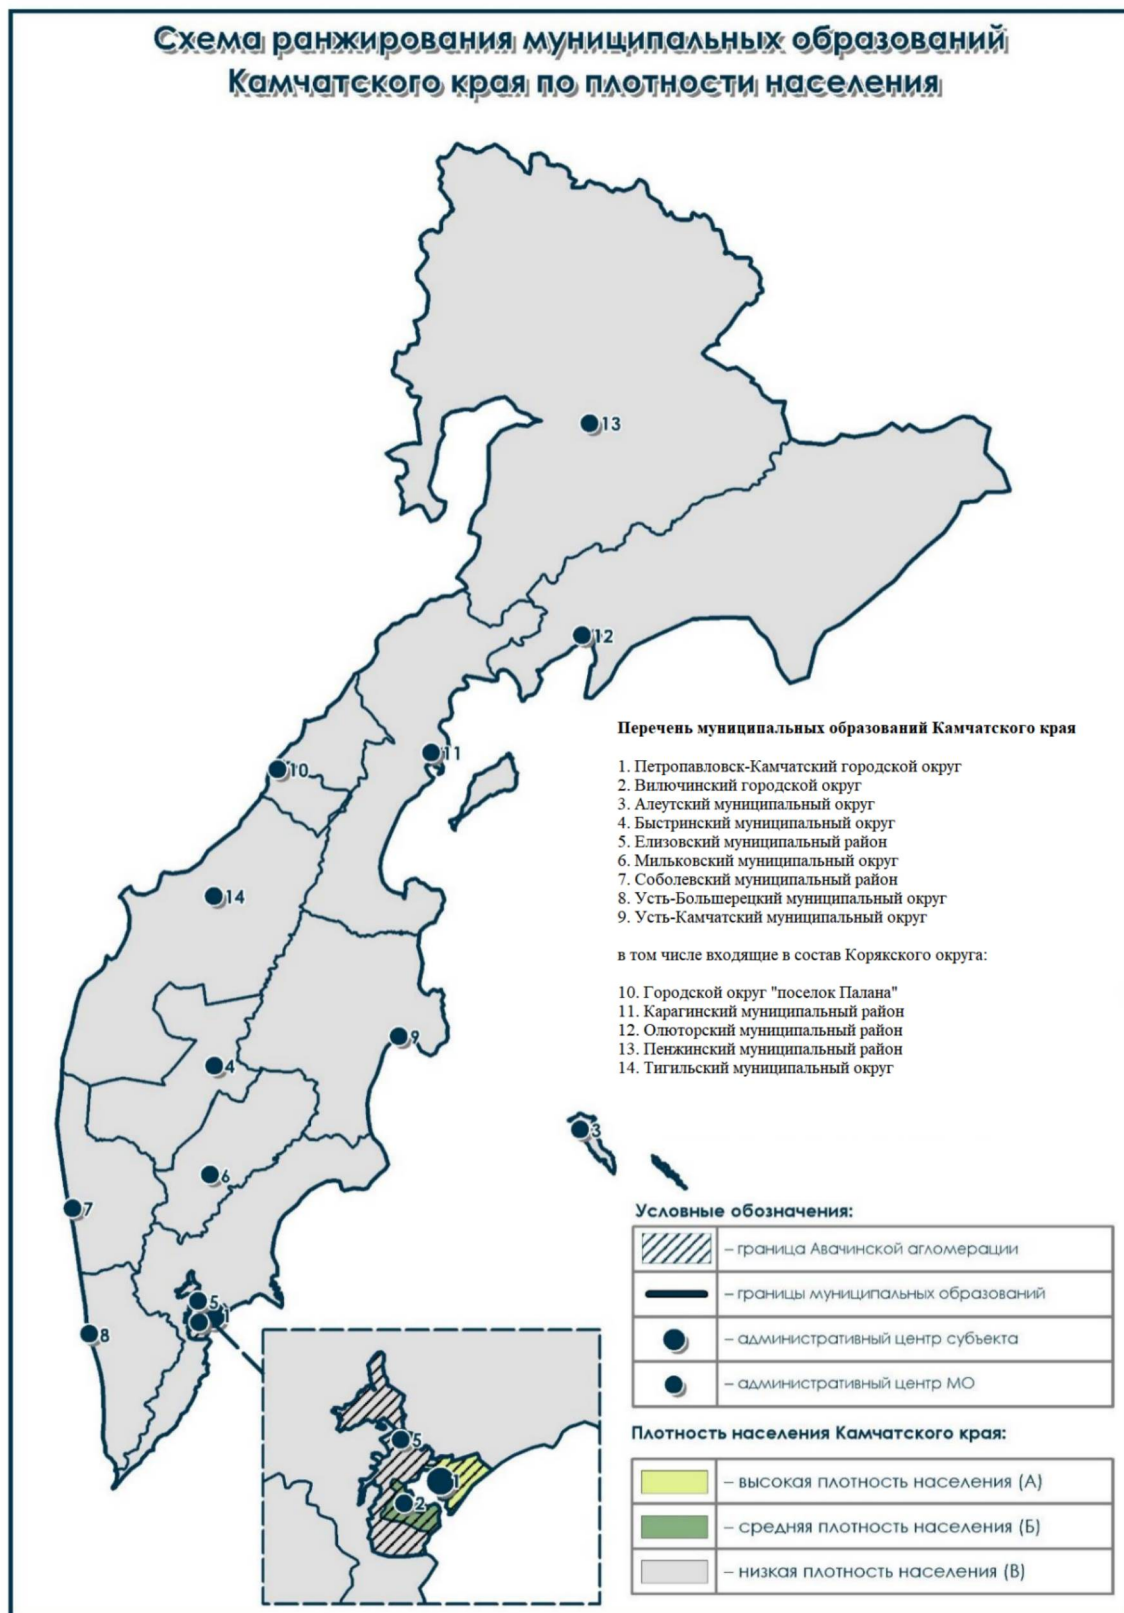 Схема ранжирования муниципальных образований
Камчатского края по плотности населения
13
12
Перечень муниципальных образований Камчатского края
11
10
1. Петропавловск-Камчатский городской округ
2. Вилючинский городской округ
3. Алеутский муниципальный округ
4. Быстринский муниципальный округ
5. Елизовский муниципальный район
6. Мильковский муниципальный округ
7. Соболевский муниципальный район
8. Усть-Большерецкий муниципальный округ
9. Усть-Камчатский муниципальный округ
14
в том числе входящие в состав Корякского округа:
10. Городской округ "поселок Палана"
11. Карагинский муниципальный район
12. Олюторский муниципальный район
13. Пенжинский муниципальный район
14. Тигильский муниципальный округ
9
4
3
6
7
Условные обозначения:
– граница Авачинской агломерации
– границы муниципальных образований
– административный центр субъекта
– административный центр МО
5
1
8
Плотность населения Камчатского края:
– высокая плотность населения (А)
– средняя плотность населения (Б)
– низкая плотность населения (В)
5
1
2